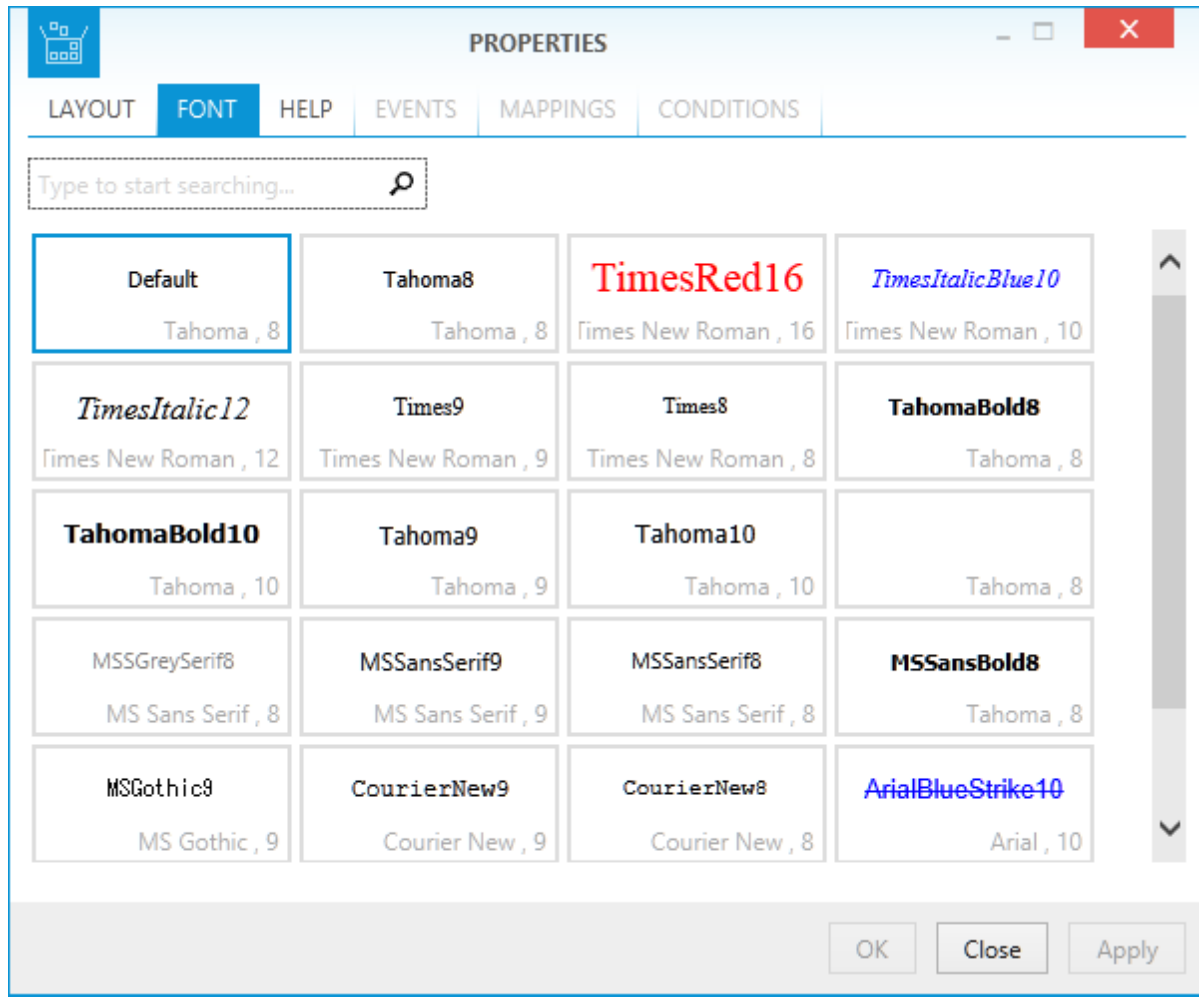 PROPERTIES
LAYOUT FONT HELP EVENTS MAPPINGS CONDITIONS
Type to start searching...
Default Tahoma8 TimesRed16 TimesItalicBlue10
Tahoma , 8 Tahoma , 8 Times New Roman , 16 Times New Roman , 10
TimesItalic12 Times9 Times8 TahomaBold8
Times New Roman , 12 Times New Roman , 9 Times New Roman , 8 Tahoma , 8
TahomaBold10 Tahoma9 Tahoma10
Tahoma , 10 Tahoma , 9 Tahoma , 10 Tahoma , 8
MSSGreySerif8 MSSansSerif9 MSSansSerif8 MSSansBold8
MS Sans Serif , 8 MS Sans Serif , 9 MS Sans Serif , 8 Tahoma , 8
MSGothic9 CourierNew9 CourierNew8 ArialBlueStrike10
MS Gothic , 9 Courier New , 9 Courier New , 8 Arial , 10
OK Close Apply